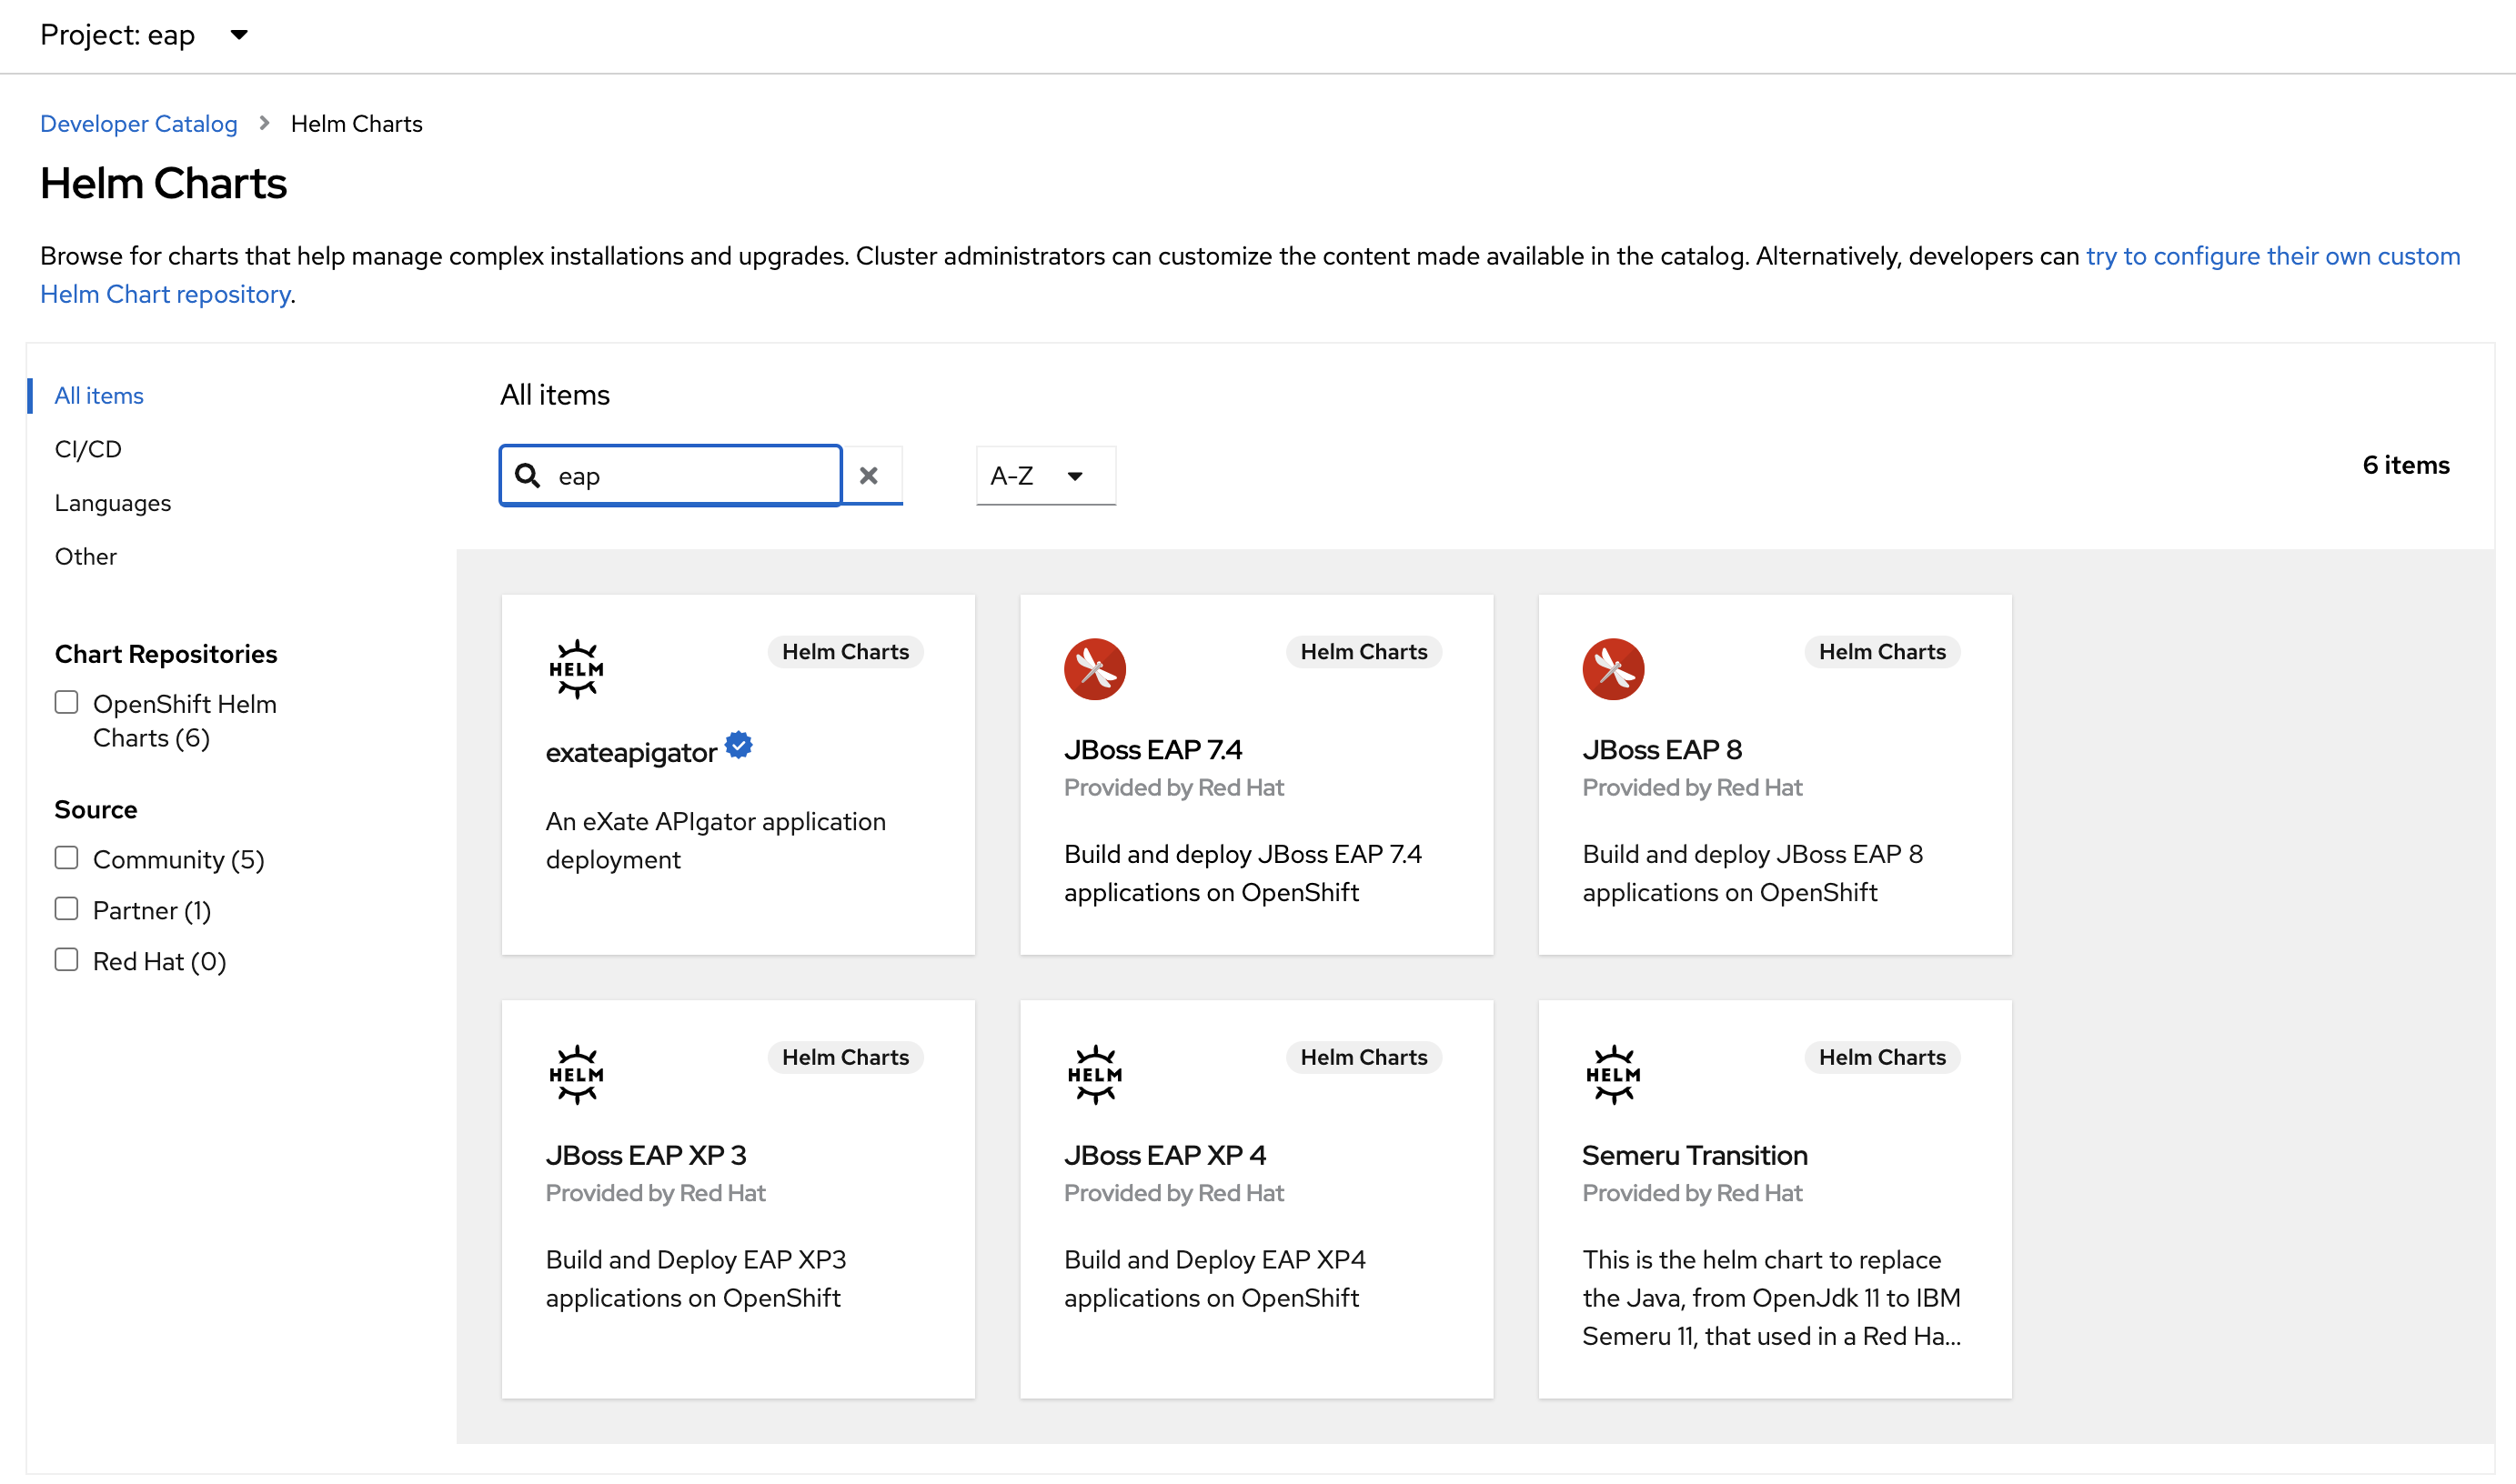 Project: eap
Developer Catalog > Helm Charts
Helm Charts
Browse for charts that help manage complex installations and upgrades. Cluster administrators can customize the content made available in the catalog. Alternatively, developers can try to configure their own custom
Helm Chart repository.
All items
CI/CD
Languages
Other
Chart Repositories
OpenShift Helm
Charts (6)
Source
Community (5)
Partner (1)
Red Hat (0)
All items
eap
A-Z
6 items
HELM
Helm Charts
exateapigator
An eXate APIgator application
deployment
Helm Charts
JBoss EAP 7.4
Provided by Red Hat
Build and deploy JBoss EAP 7.4
applications on OpenShift
Helm Charts
JBoss EAP 8
Provided by Red Hat
Build and deploy JBoss EAP 8
applications on OpenShift
HELM
Helm Charts
JBoss EAP XP 3
Provided by Red Hat
Build and Deploy EAP XP3
applications on OpenShift
HELM
Helm Charts
JBoss EAP XP 4
Provided by Red Hat
Build and Deploy EAP XP4
applications on OpenShift
HELM
Helm Charts
Semeru Transition
Provided by Red Hat
This is the helm chart to replace
the Java, from OpenJdk 11 to IBM
Semeru 11, that used in a Red Ha...